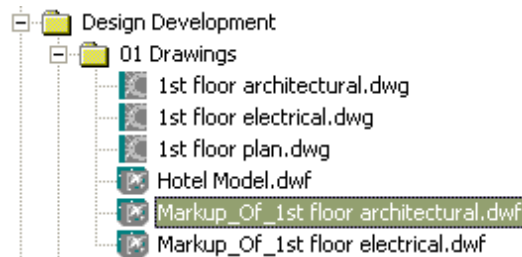 Design Development
01 Drawings
1st floor architectural.dwg
1st floor electrical.dwg
1st floor plan.dwg
Hotel Model.dwf
Markup_Of_1st floor architectural.dwf
Markup_Of_1st floor electrical.dwf